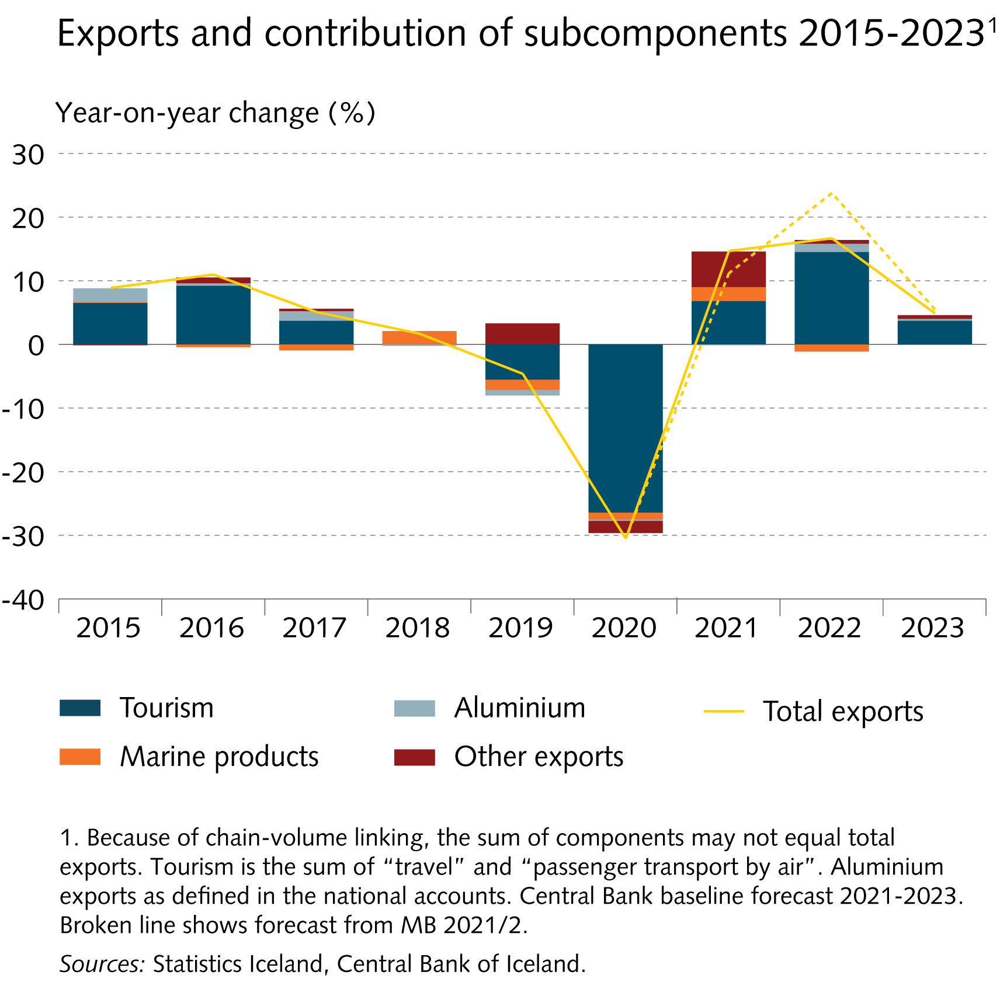 Exports and contribution of subcomponents 2015-2023¹
Year-on-year change (%)
30
20
10
0
-10
-20
-30
-40
2015 2016 2017 2018 2019 2020 2021 2022 2023
Tourism Aluminium Total exports
Marine products Other exports
1. Because of chain-volume linking, the sum of components may not equal total
exports. Tourism is the sum of “travel” and “passenger transport by air”. Aluminium
exports as defined in the national accounts. Central Bank baseline forecast 2021-2023.
Broken line shows forecast from MB 2021/2.
Sources: Statistics Iceland, Central Bank of Iceland.